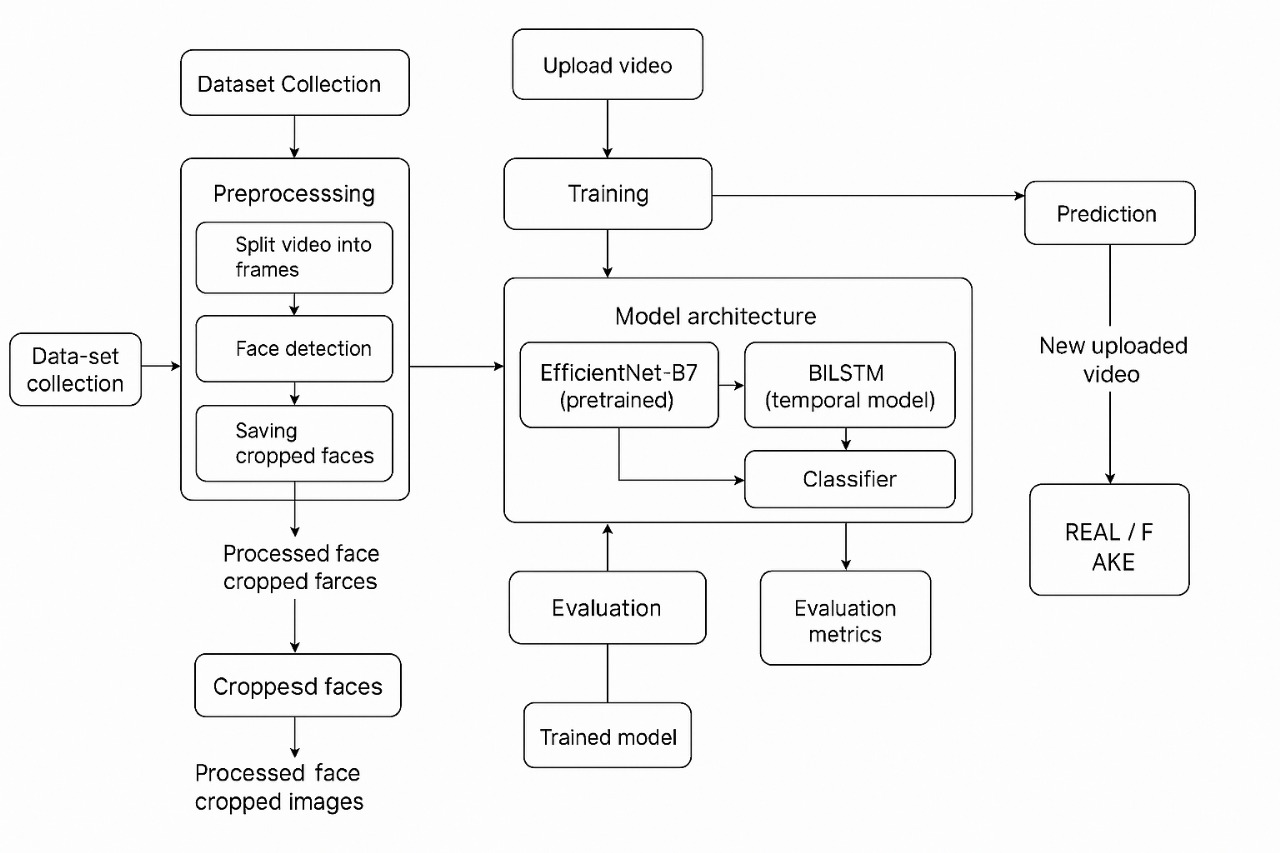 Dataset Collection
Preprocesssing
Split video into
frames
Face detection
Saving
cropped faces
Data-set
collection
Processed face
cropped farces
Croppesd faces
Processed face
cropped images
Upload video
Training
Model architecture
EfficientNet-B7
(pretrained)
BILSTM
(temporal model)
Classifier
Evaluation
Trained model
Evaluation
metrics
Prediction
New uploaded
video
REAL / F
AKE